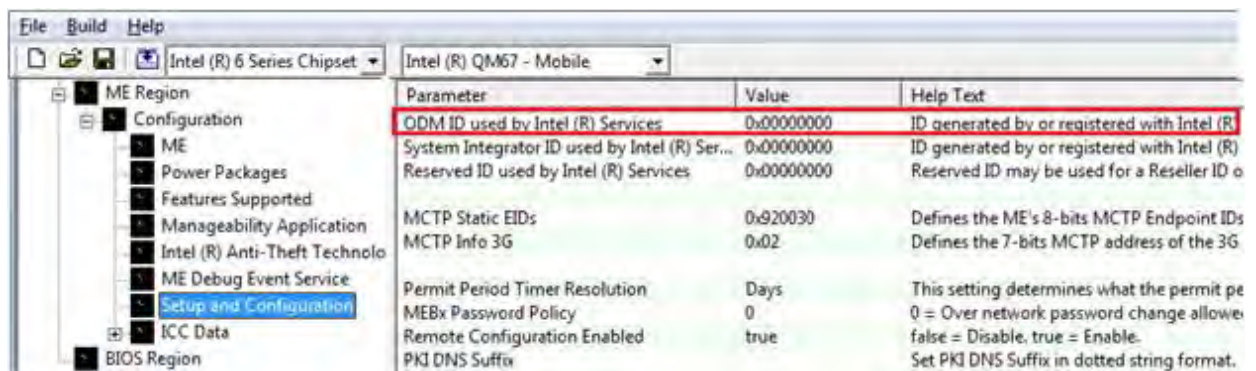 File Build Help
Intel (R) 6 Series Chipset Intel (R) QM67 - Mobile
ME Region
Configuration
ME
Power Packages
Features Supported
Manageability Application
Intel (R) Anti-Theft Technolo
ME Debug Event Service
Setup and Configuration
ICC Data
BIOS Region
Parameter Value Help Text
ODM ID used by Intel (R) Services 0x00000000 ID generated by or registered with Intel (R)
System Integrator ID used by Intel (R) Ser... 0x00000000 ID generated by or registered with Intel (R)
Reserved ID used by Intel (R) Services 0x00000000 Reserved ID may be used for a Reseller ID o
MCTP Static EIDs 0x920030 Defines the ME's 8-bits MCTP Endpoint IDs
MCTP Info 3G 0x02 Defines the 7-bits MCTP address of the 3G
Permit Period Timer Resolution Days This setting determines what the permit pe
MEBx Password Policy 0 0 = Over network password change allowe
Remote Configuration Enabled true false = Disable, true = Enable.
PKI DNS Suffix Set PKI DNS Suffix in dotted string format.